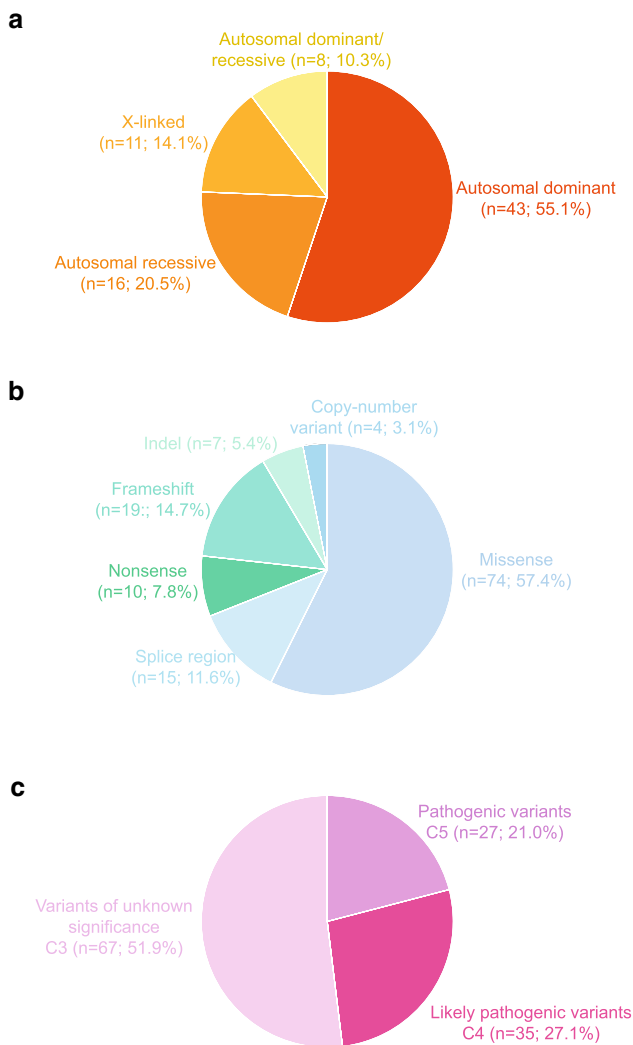 a
Autosomal dominant/
recessive (n=8; 10.3%)
X-linked
(n=11; 14.1%)
Autosomal dominant
(n=43; 55.1%)
Autosomal recessive
(n=16; 20.5%)
b
Copy-number
variant (n=4; 3.1%)
Indel (n=7; 5.4%)
Frameshift
(n=19:; 14.7%)
Missense
(n=74; 57.4%)
Nonsense
(n=10; 7.8%)
Splice region
(n=15; 11.6%)
c
Pathogenic variants
C5 (n=27; 21.0%)
Variants of unknown
significance
C3 (n=67; 51.9%)
Likely pathogenic variants
C4 (n=35; 27.1%)